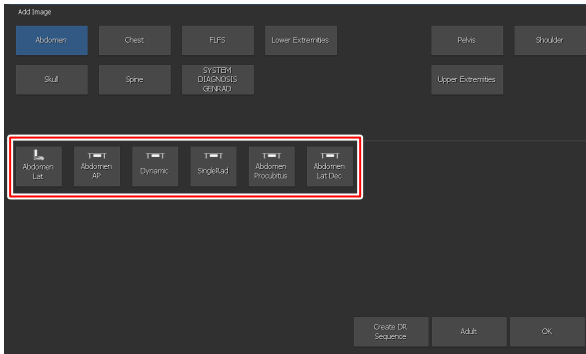 Add Image
Abdomen
Chest
FLFS
Lower Extremities
Pelvis
Shoulder
Skull
Spine
SYSTEM
DIAGNOSIS
GENRAD
Upper Extremities
Abdomen
Lat
Abdomen
AP
Dynamic
SingleRad
Abdomen
Procubitus
Abdomen
Lat Dec
Create DR
Sequence
Adult
OK